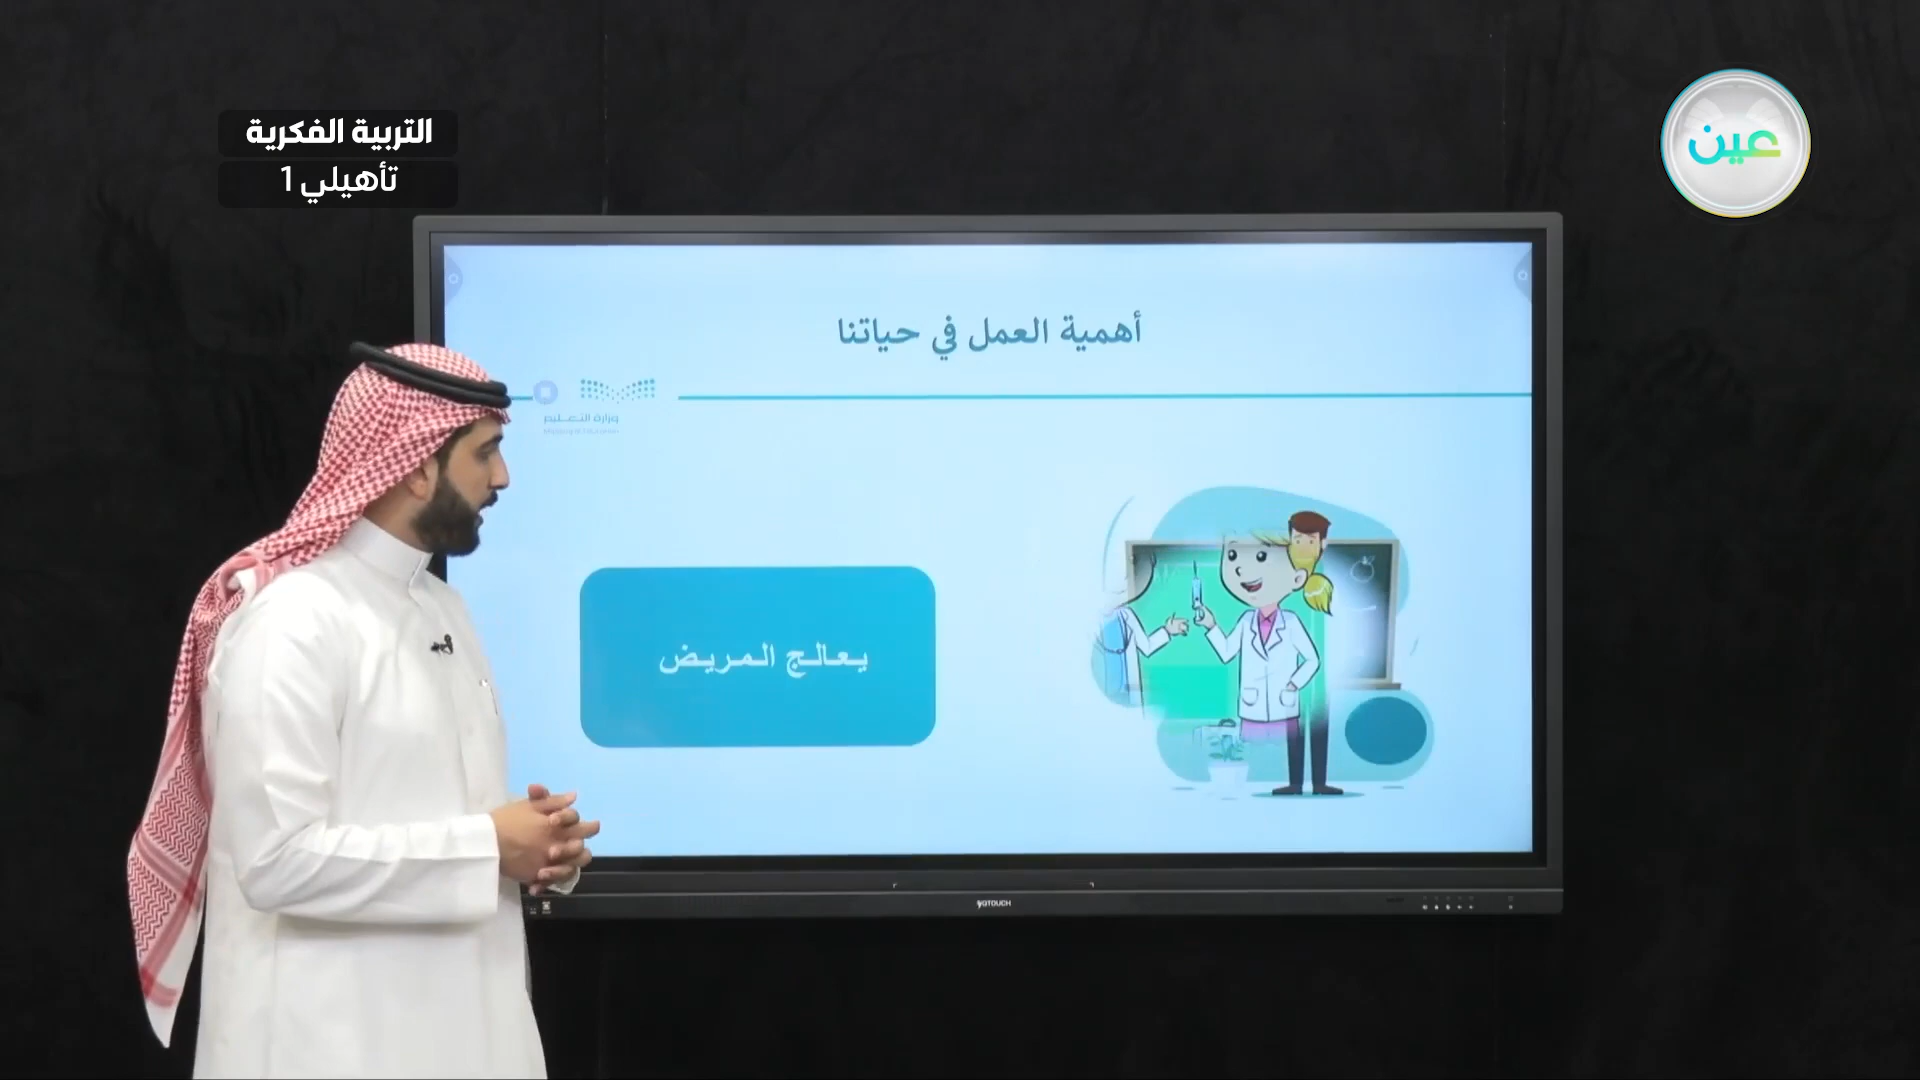 التربية الفكرية
تأهيلي 1
عين
أهمية العمل في حياتنا
وزارة التعليم
يعالج المريض